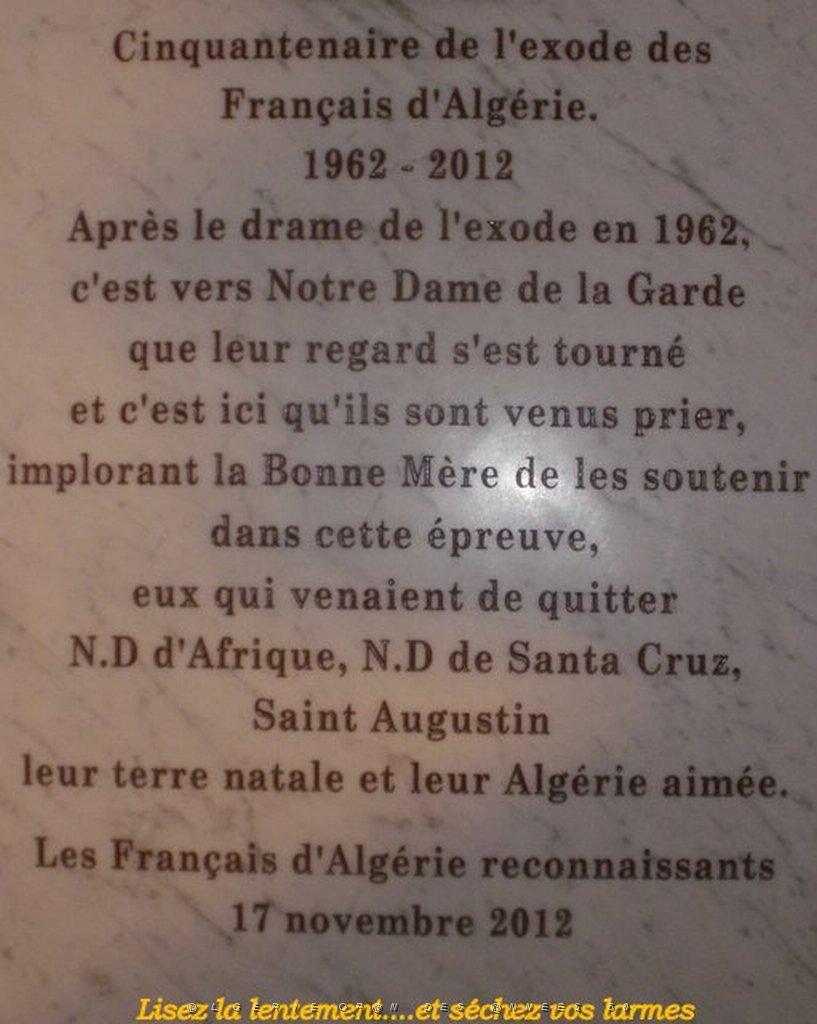 Cinquantenaire de l'exode des
Français d'Algérie.
1962 - 2012
Après le drame de l'exode en 1962,
c'est vers Notre Dame de la Garde
que leur regard s'est tourné
et c'est ici qu'ils sont venus prier,
implorant la Bonne Mère de les soutenir
dans cette épreuve,
eux qui venaient de quitter
N.D d'Afrique, N.D de Santa Cruz,
Saint Augustin
leur terre natale et leur Algérie aimée.
Les Français d'Algérie reconnaissants
17 novembre 2012
Lisez la lentement....et séchez vos larmes